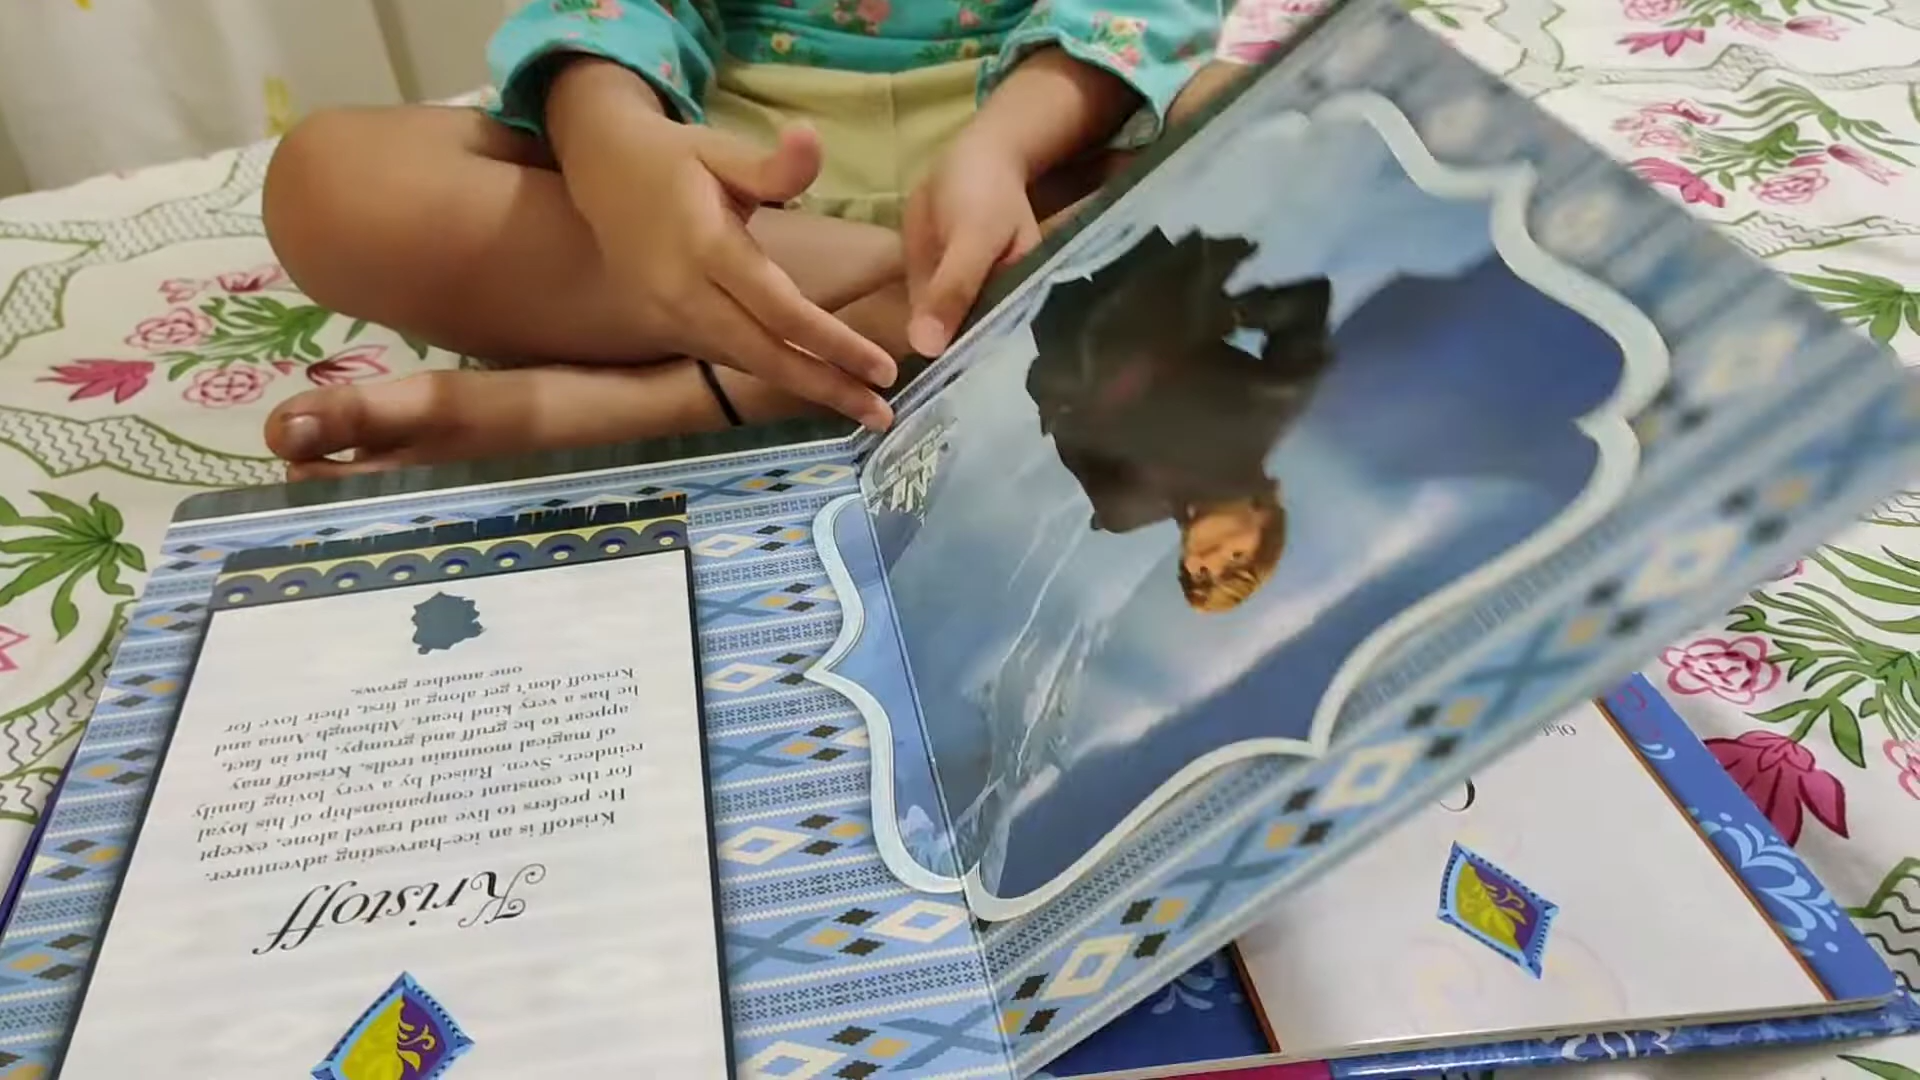 Kristoff
Kristoff is an ice-harvesting adventurer.
He prefers to live and travel alone, except
for the constant companionship of his loyal
reindeer, Sven. Raised by a very loving family
of magical mountain trolls, Kristoff may
appear to be gruff and grumpy, but in fact,
he has a very kind heart. Although Anna and
Kristoff don't get along at first, their love for
one another grows.
Olaf